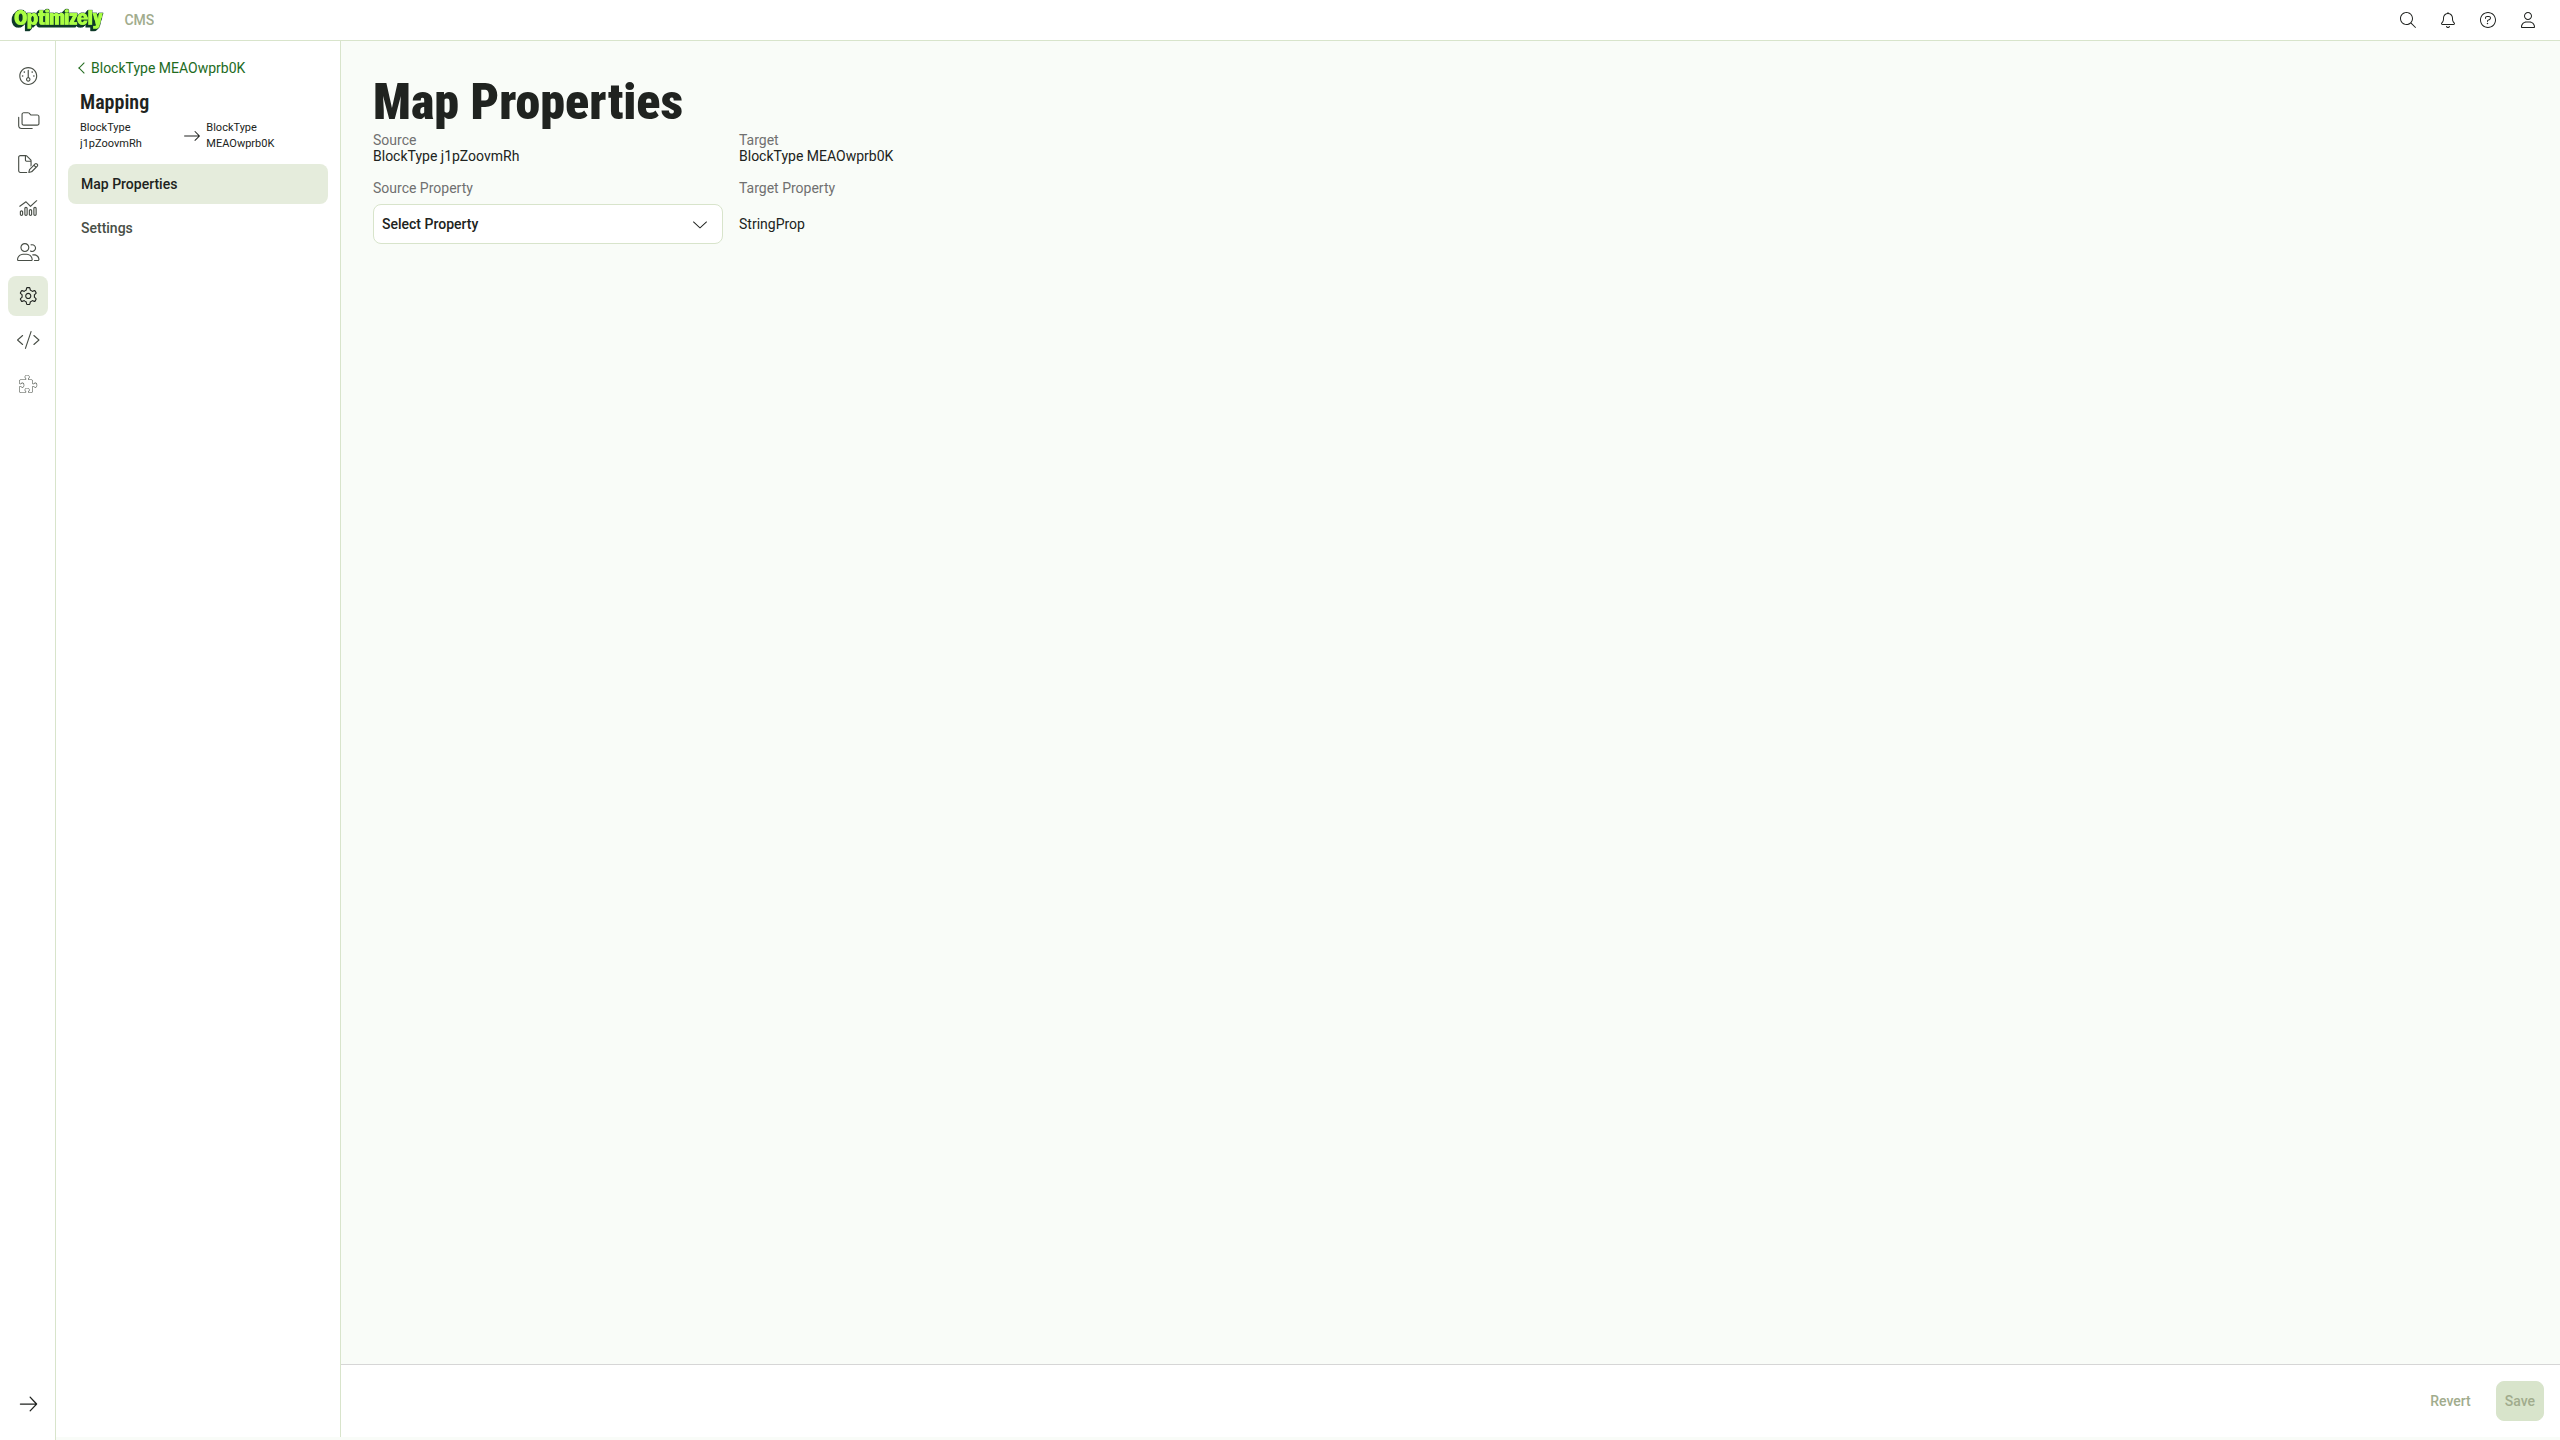 Optimizely CMS
BlockType MEAOwprb0K
Mapping
BlockType j1pZoovmRh
BlockType MEAOwprb0K
Map Properties
Settings
Map Properties
Source
BlockType j1pZoovmRh
Target
BlockType MEAOwprb0K
Source Property
Target Property
Select Property
StringProp
Revert
Save